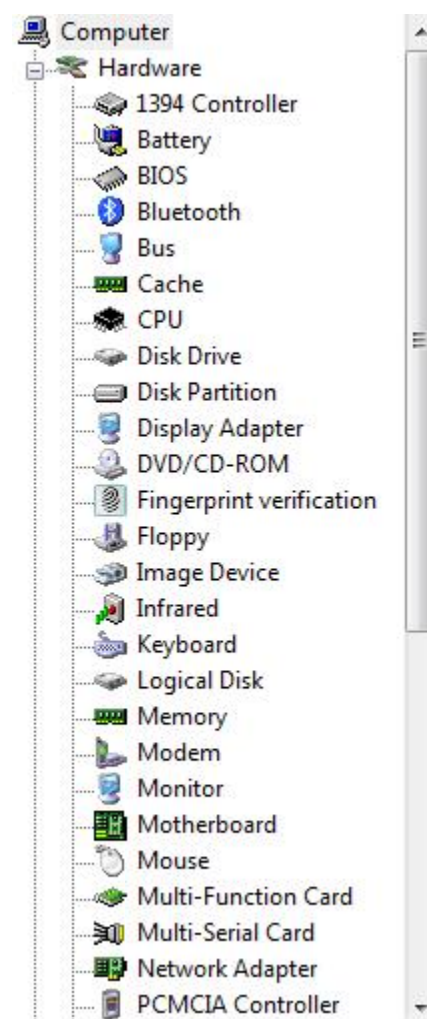 Computer
Hardware
1394 Controller
Battery
BIOS
Bluetooth
Bus
Cache
CPU
Disk Drive
Disk Partition
Display Adapter
DVD/CD-ROM
Fingerprint verification
Floppy
Image Device
Infrared
Keyboard
Logical Disk
Memory
Modem
Monitor
Motherboard
Mouse
Multi-Function Card
Multi-Serial Card
Network Adapter
PCMCIA Controller